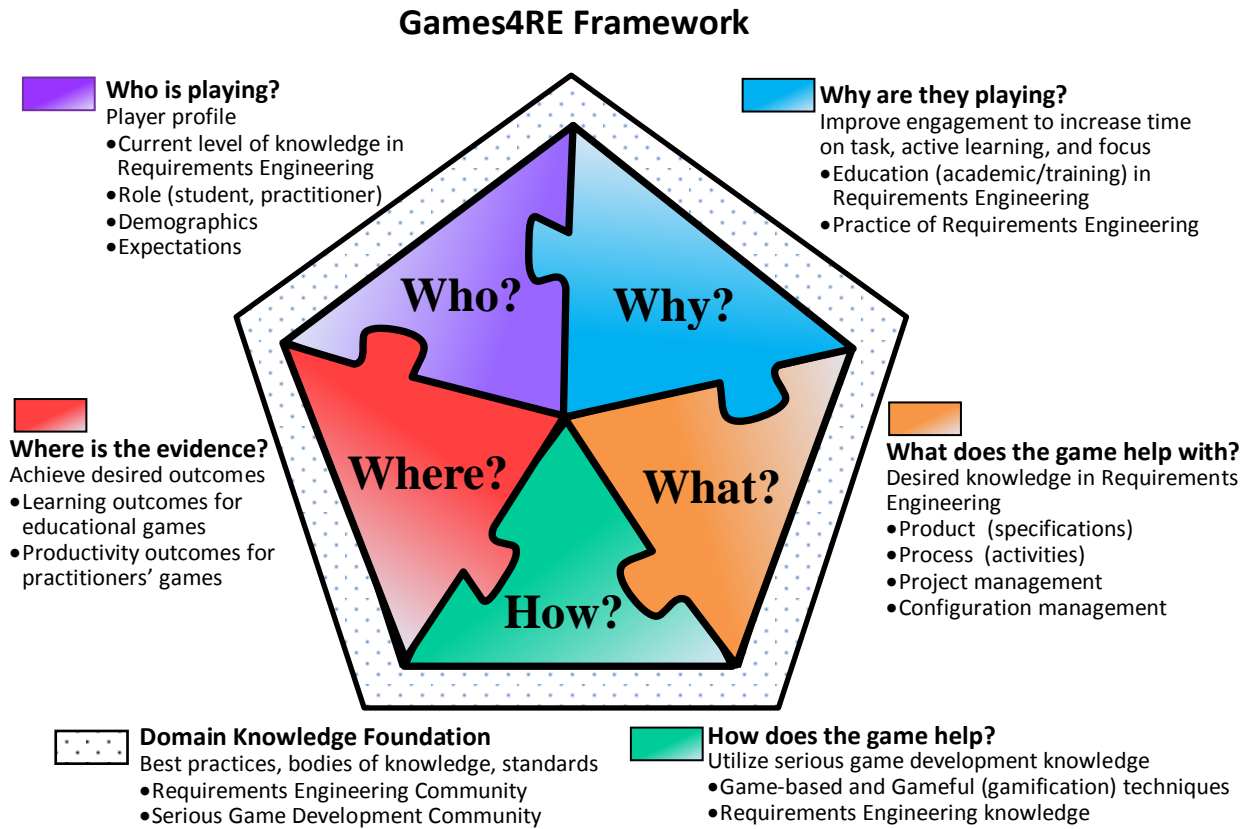 Games4RE Framework
Who is playing?
Player profile
•Current level of knowledge in
Requirements Engineering
•Role (student, practitioner)
•Demographics
•Expectations
Why are they playing?
Improve engagement to increase time
on task, active learning, and focus
•Education (academic/training) in
Requirements Engineering
•Practice of Requirements Engineering
Who?
Why?
Where is the evidence?
Achieve desired outcomes
•Learning outcomes for
educational games
•Productivity outcomes for
practitioners’ games
Where?
What?
How?
What does the game help with?
Desired knowledge in Requirements
Engineering
•Product (specifications)
•Process (activities)
•Project management
•Configuration management
Domain Knowledge Foundation
Best practices, bodies of knowledge, standards
•Requirements Engineering Community
•Serious Game Development Community
How does the game help?
Utilize serious game development knowledge
•Game-based and Gameful (gamification) techniques
•Requirements Engineering knowledge